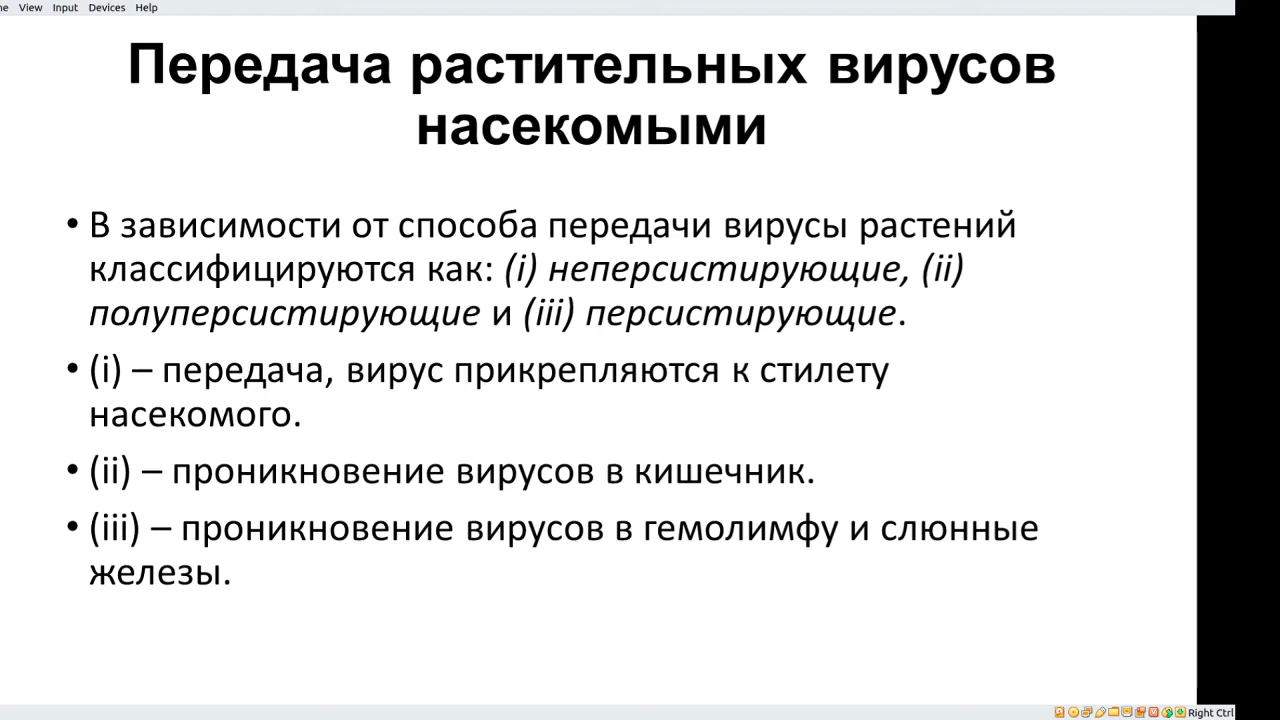 View Input Devices Help
Передача растительных вирусов
насекомыми
• В зависимости от способа передачи вирусы растений
классифицируются как: (i) неперсистирующие, (ii)
полуперсистирующие и (iii) персистирующие.
• (i) – передача, вирус прикрепляются к стилету
насекомого.
• (ii) – проникновение вирусов в кишечник.
• (iii) – проникновение вирусов в гемолимфу и слюнные
железы.
Right Ctrl